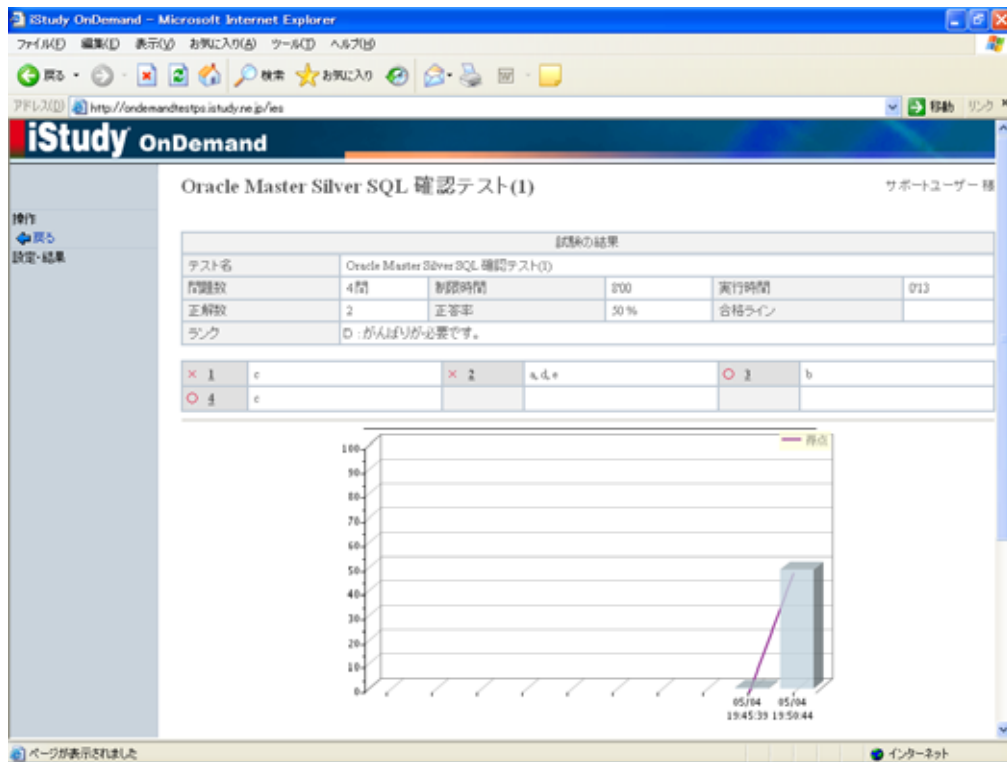 iStudy OnDemand - Microsoft Internet Explorer
ファイル(F) 編集(E) 表示(V) お気に入り(A) ツール(T) ヘルプ(H)
戻る 検索 お気に入り
アドレス(D) http://ondemandtestps.istudy.ne.jp/ies 移動 リンク
iStudy OnDemand
Oracle Master Silver SQL 確認テスト(1) サポートユーザー 様
操作
戻る
設定・結果
試験の結果
テスト名 Oracle Master Silver SQL 確認テスト(1)
問題数 4問 制限時間 8'00 実行時間 0'13
正解数 2 正答率 50 % 合格ライン
ランク D : がんばりが必要です。
× 1 c × 2 a, d, e ○ 3 b
○ 4 c
得点
100
90
80
70
60
50
40
30
20
10
0
05/04 05/04
19:45:39 19:50:44
ページが表示されました インターネット